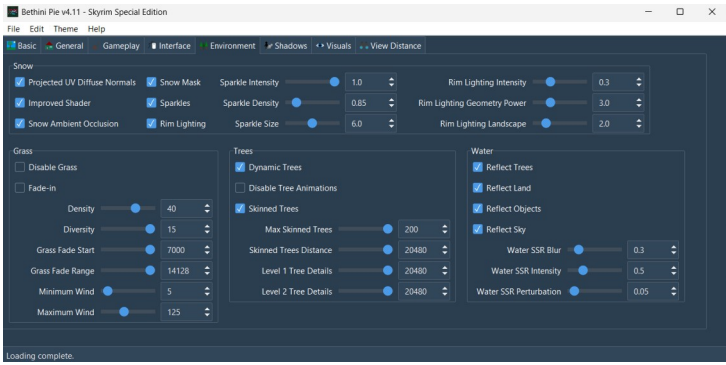 Bethini Pie v4.11 - Skyrim Special Edition
File Edit Theme Help
Basic General Gameplay Interface Environment Shadows Visuals View Distance
Snow
Projected UV Diffuse Normals Snow Mask Sparkle Intensity 1.0 Rim Lighting Intensity 0.3
Improved Shader Sparkles Sparkle Density 0.85 Rim Lighting Geometry Power 3.0
Snow Ambient Occlusion Rim Lighting Sparkle Size 6.0 Rim Lighting Landscape 2.0
Grass
Disable Grass
Fade-in
Density 40
Diversity 15
Grass Fade Start 7000
Grass Fade Range 14128
Minimum Wind 5
Maximum Wind 125
Trees
Dynamic Trees
Disable Tree Animations
Skinned Trees
Max Skinned Trees 200
Skinned Trees Distance 20480
Level 1 Tree Details 20480
Level 2 Tree Details 20480
Water
Reflect Trees
Reflect Land
Reflect Objects
Reflect Sky
Water SSR Blur 0.3
Water SSR Intensity 0.5
Water SSR Perturbation 0.05
Loading complete.